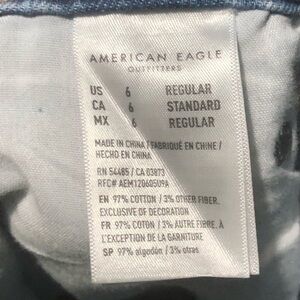 AMERICAN EAGLE
OUTFITTERS
US 6 REGULAR
CA 6 STANDARD
MX 6 REGULAR
MADE IN CHINA / FABRIQUÉ EN CHINE /
HECHO EN CHINA
RN 54485 / CA 03873
RFC# AEM120605U9A
EN 97% COTTON / 3% OTHER FIBER.
EXCLUSIVE OF DECORATION
FR 97% COTON / 3% AUTRE FIBRE. À
L'EXCEPTION DE LA GARNITURE
SP 97% algodón / 3% otras